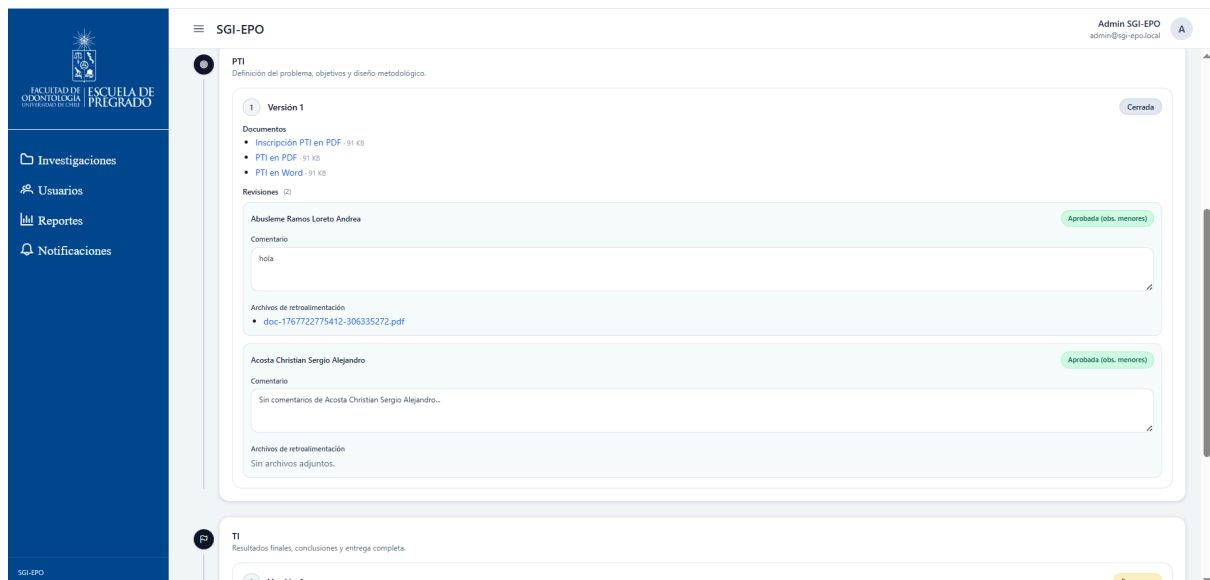 FACULTAD DE
ODONTOLOGÍA
UNIVERSIDAD DE CHILE
ESCUELA DE
PREGRADO
Investigaciones
Usuarios
Reportes
Notificaciones
SGI-EPO
SGI-EPO
Admin SGI-EPO
admin@sgi-epo.local
A
PTI
Definición del problema, objetivos y diseño metodológico.
1 Versión 1 Cerrada
Documentos
• Inscripción PTI en PDF · 91 KB
• PTI en PDF · 91 KB
• PTI en Word · 91 KB
Revisiones (2)
Abusleme Ramos Loreto Andrea Aprobada (obs. menores)
Comentario
hola
Archivos de retroalimentación
• doc-1767722775412-306335272.pdf
Acosta Christian Sergio Alejandro Aprobada (obs. menores)
Comentario
Sin comentarios de Acosta Christian Sergio Alejandro...
Archivos de retroalimentación
Sin archivos adjuntos.
TI
Resultados finales, conclusiones y entrega completa.